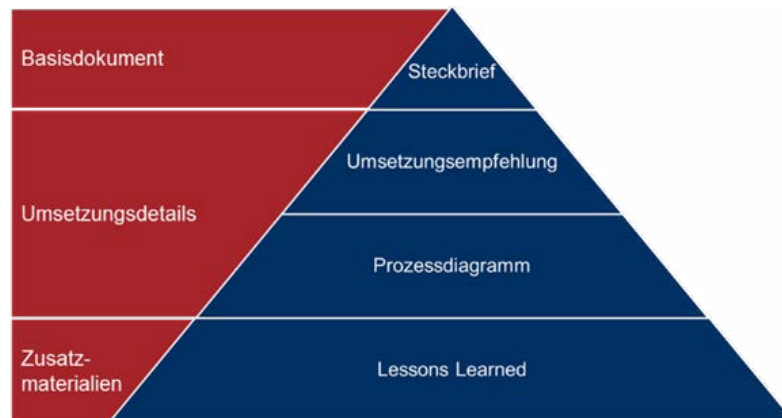 Basisdokument
Steckbrief
Umsetzungsempfehlung
Umsetzungsdetails
Prozessdiagramm
Zusatz-
materialien
Lessons Learned